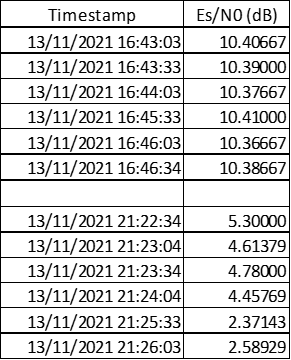 Timestamp Es/N0 (dB)
13/11/2021 16:43:03 10.40667
13/11/2021 16:43:33 10.39000
13/11/2021 16:44:03 10.37667
13/11/2021 16:45:33 10.41000
13/11/2021 16:46:03 10.36667
13/11/2021 16:46:34 10.38667
13/11/2021 21:22:34 5.30000
13/11/2021 21:23:04 4.61379
13/11/2021 21:23:34 4.78000
13/11/2021 21:24:04 4.45769
13/11/2021 21:25:33 2.37143
13/11/2021 21:26:03 2.58929